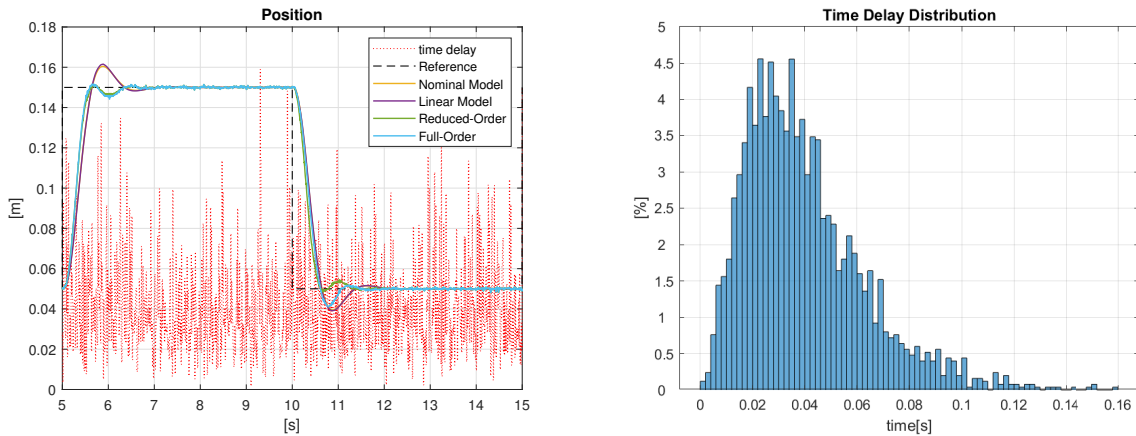 Position
0.18
0.16
0.14
0.12
0.1
0.08
0.06
0.04
0.02
0
[m]
5 6 7 8 9 10 11 12 13 14 15
[s]
time delay
Reference
Nominal Model
Linear Model
Reduced-Order
Full-Order
Time Delay Distribution
5
4.5
4
3.5
3
2.5
2
1.5
1
0.5
0
[%]
0 0.02 0.04 0.06 0.08 0.1 0.12 0.14 0.16
time[s]